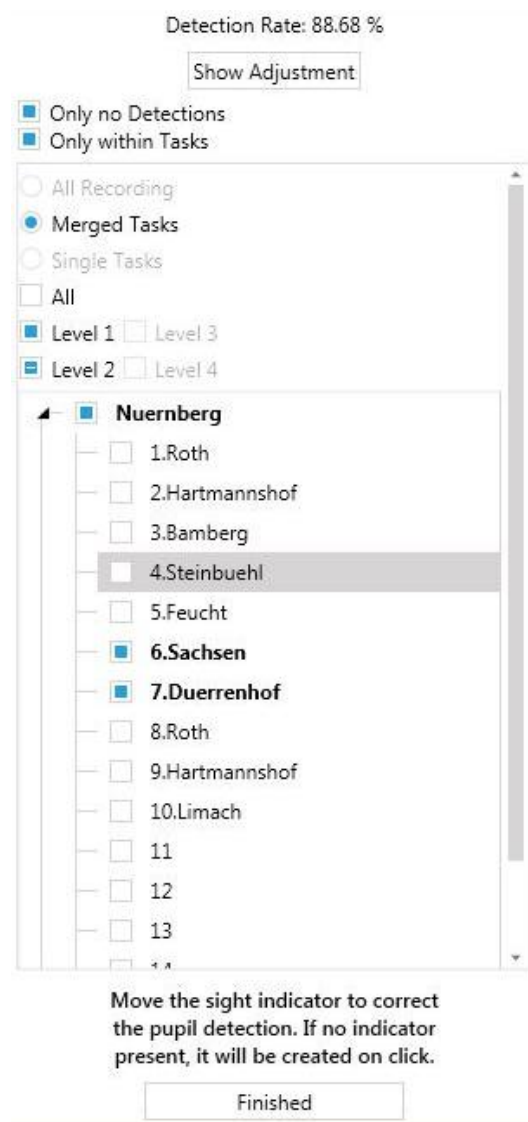 Detection Rate: 88.68 %
Show Adjustment
Only no Detections
Only within Tasks
All Recording
Merged Tasks
Single Tasks
All
Level 1 Level 3
Level 2 Level 4
Nuernberg
1.Roth
2.Hartmannshof
3.Bamberg
4.Steinbuehl
5.Feucht
6.Sachsen
7.Duerrenhof
8.Roth
9.Hartmannshof
10.Limach
11
12
13
14
Move the sight indicator to correct
the pupil detection. If no indicator
present, it will be created on click.
Finished